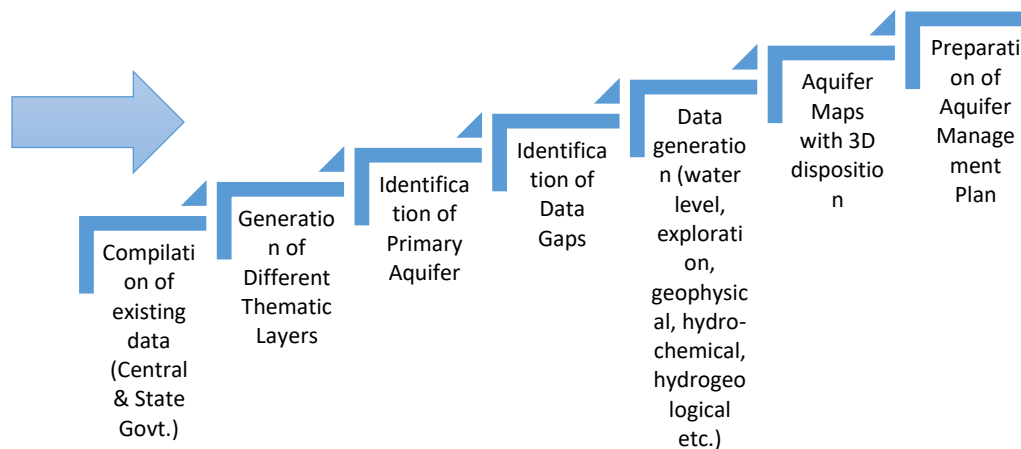 Compilati
on of
existing
data
(Central
& State
Govt.)
Generatio
n of
Different
Thematic
Layers
Identifica
tion of
Primary
Aquifer
Identifica
tion of
Data
Gaps
Data
generatio
n (water
level,
explorati
on,
geophysic
al, hydro-
chemical,
hydrogeo
logical
etc.)
Aquifer
Maps
with 3D
dispositio
n
Preparati
on of
Aquifer
Manage
ment
Plan